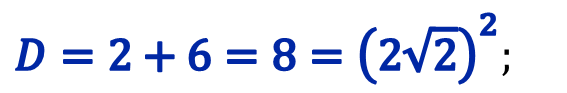 D = 2 + 6 = 8 = (2√2)²;